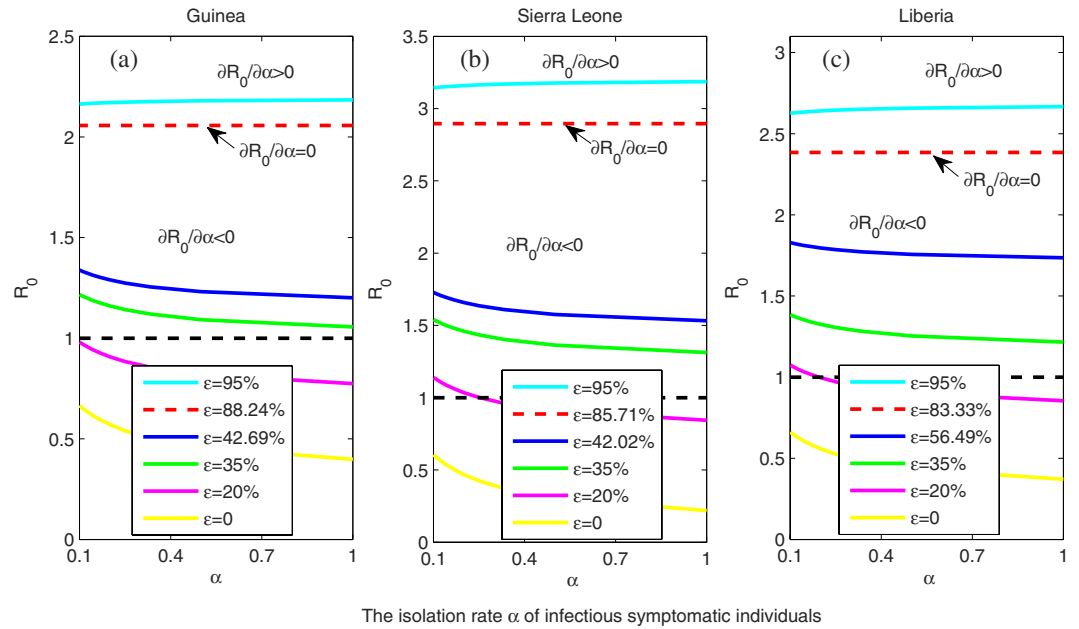 Guinea
Sierra Leone
Liberia
(a)
∂R0/∂α>0
∂R0/∂α=0
∂R0/∂α<0
R0
2.5
2
1.5
1
0.5
0
ε=95%
ε=88.24%
ε=42.69%
ε=35%
ε=20%
ε=0
0.1 0.4 0.7 1
α
(b)
∂R0/∂α>0
∂R0/∂α=0
∂R0/∂α<0
R0
3.5
3
2.5
2
1.5
1
0.5
0
ε=95%
ε=85.71%
ε=42.02%
ε=35%
ε=20%
ε=0
0.1 0.4 0.7 1
α
(c)
∂R0/∂α>0
∂R0/∂α=0
∂R0/∂α<0
R0
3
2.5
2
1.5
1
0.5
0
ε=95%
ε=83.33%
ε=56.49%
ε=35%
ε=20%
ε=0
0.1 0.4 0.7 1
α
The isolation rate α of infectious symptomatic individuals